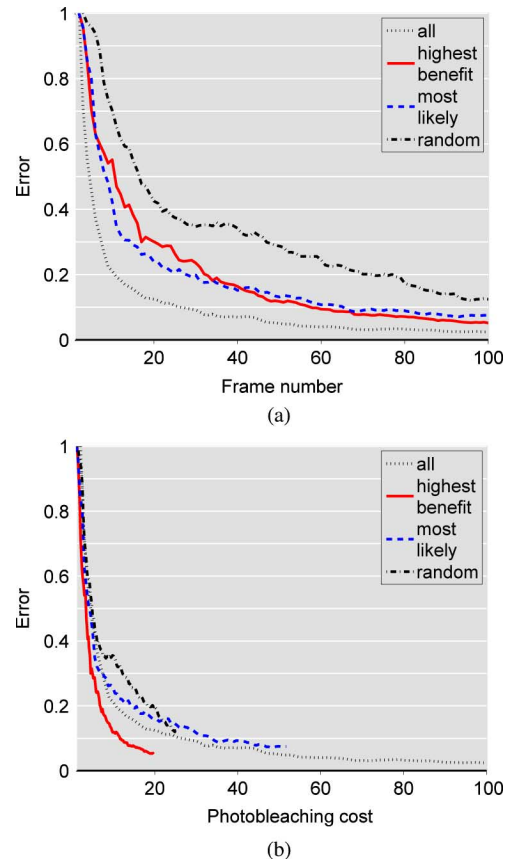 1
0.8
0.6
0.4
0.2
0
Error
all
highest
benefit
most
likely
random
20
40
60
80
100
Frame number
(a)
1
0.8
0.6
0.4
0.2
0
Error
all
highest
benefit
most
likely
random
20
40
60
80
100
Photobleaching cost
(b)